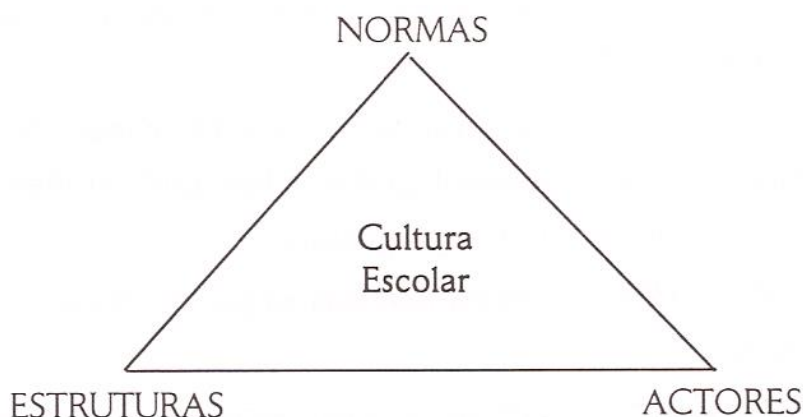 NORMAS
Cultura
Escolar
ESTRUTURAS
ACTORES